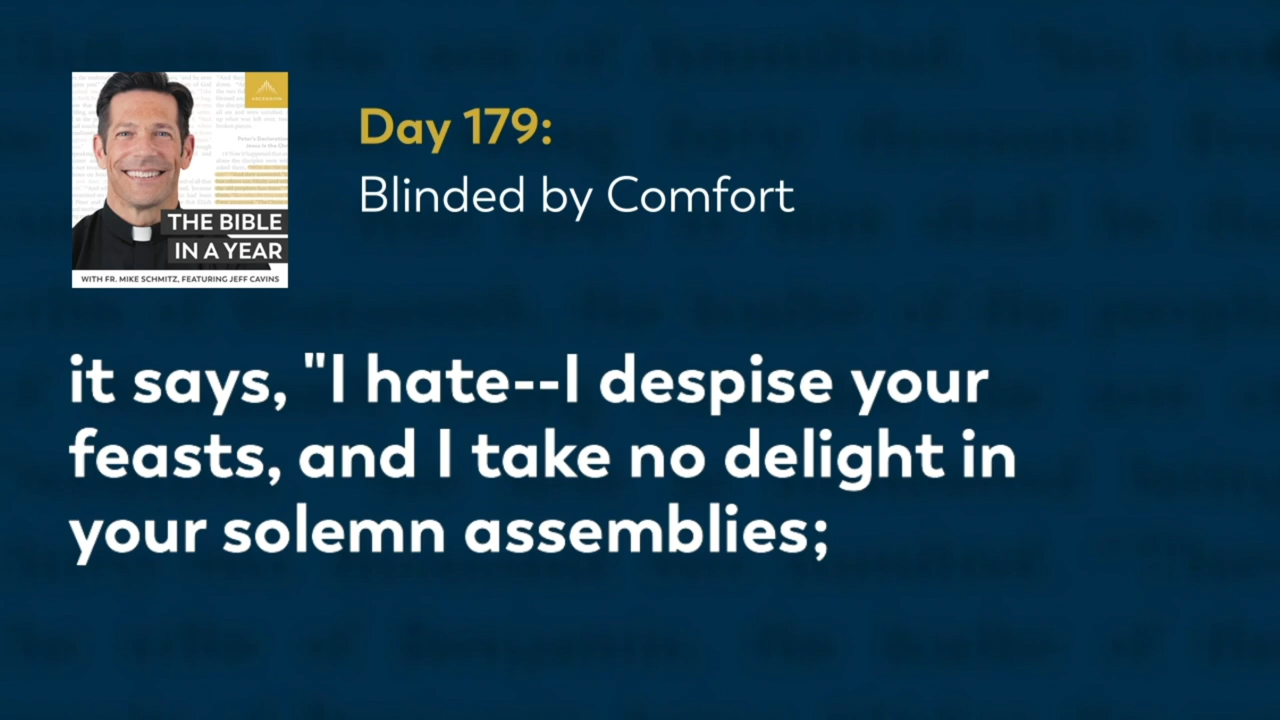 ASCENSION
THE BIBLE
IN A YEAR
WITH FR. MIKE SCHMITZ, FEATURING JEFF CAVINS
Day 179:
Blinded by Comfort
it says, "I hate--I despise your
feasts, and I take no delight in
your solemn assemblies;